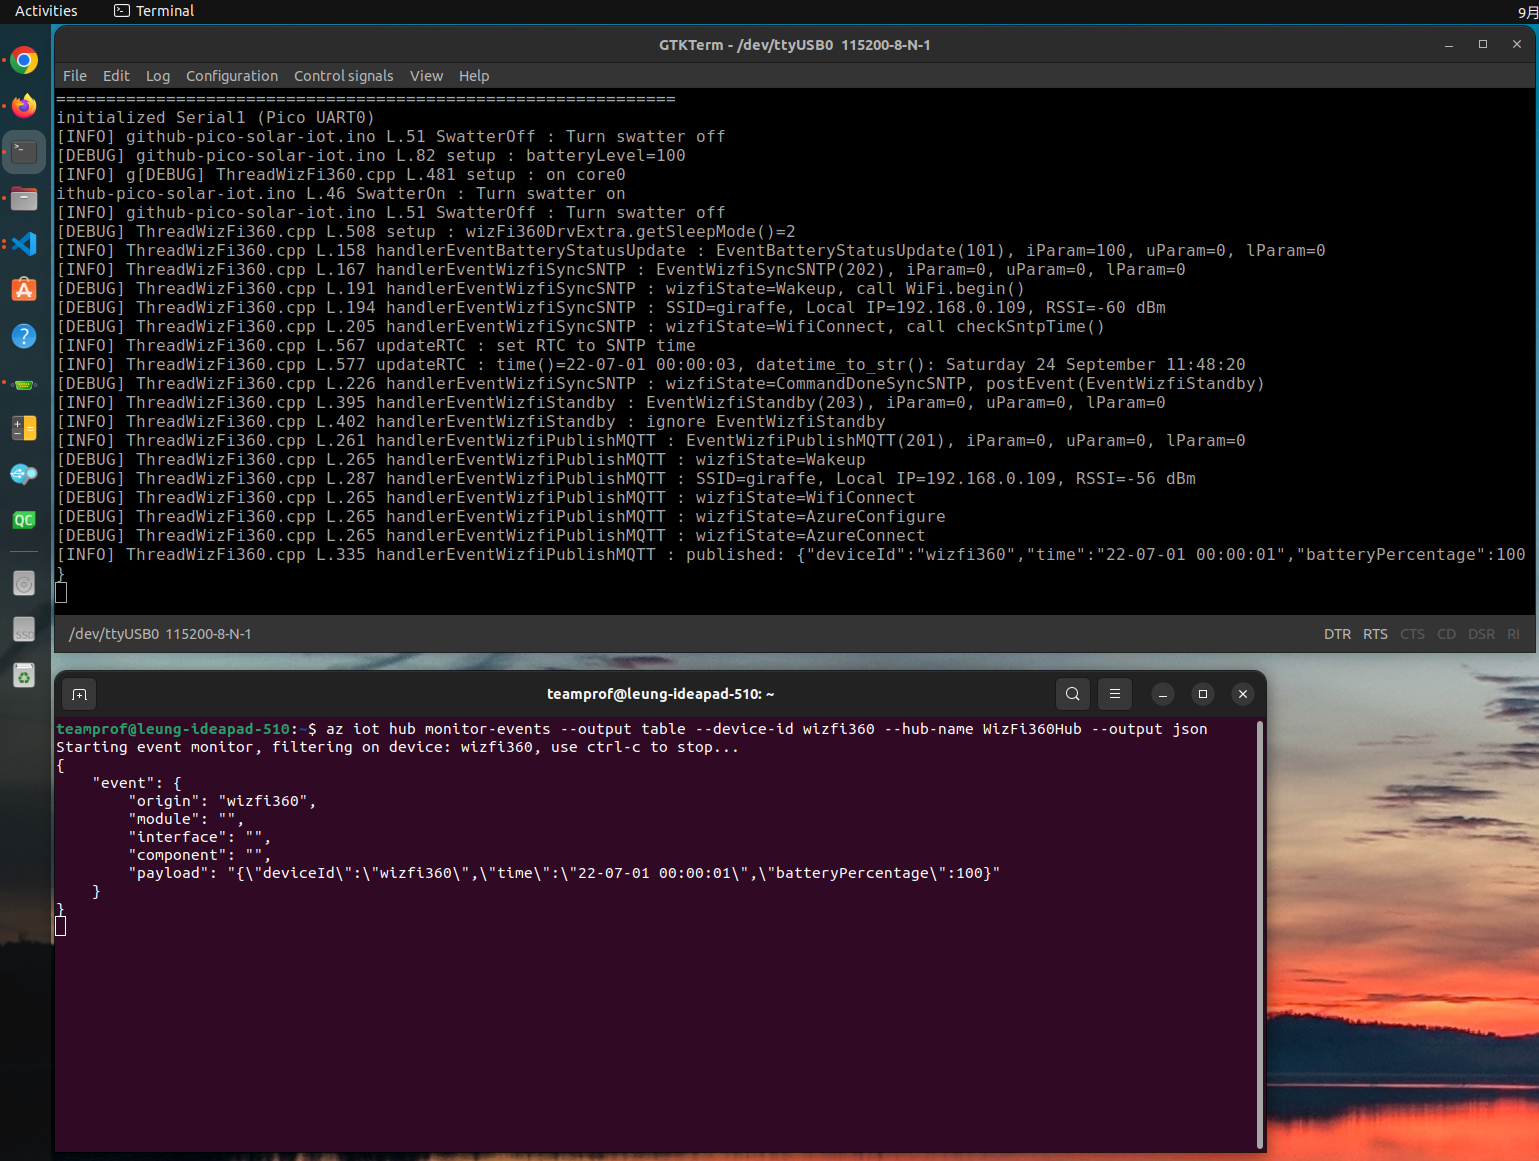 Activities Terminal 9月
GTKTerm - /dev/ttyUSB0 115200-8-N-1
File Edit Log Configuration Control signals View Help
==============================================================
initialized Serial1 (Pico UART0)
[INFO] github-pico-solar-iot.ino L.51 SwatterOff : Turn swatter off
[DEBUG] github-pico-solar-iot.ino L.82 setup : batteryLevel=100
[INFO] g[DEBUG] ThreadWizFi360.cpp L.481 setup : on core0
ithub-pico-solar-iot.ino L.46 SwatterOn : Turn swatter on
[INFO] github-pico-solar-iot.ino L.51 SwatterOff : Turn swatter off
[DEBUG] ThreadWizFi360.cpp L.508 setup : wizFi360DrvExtra.getSleepMode()=2
[INFO] ThreadWizFi360.cpp L.158 handlerEventBatteryStatusUpdate : EventBatteryStatusUpdate(101), iParam=100, uParam=0, lParam=0
[INFO] ThreadWizFi360.cpp L.167 handlerEventWizfiSyncSNTP : EventWizfiSyncSNTP(202), iParam=0, uParam=0, lParam=0
[DEBUG] ThreadWizFi360.cpp L.191 handlerEventWizfiSyncSNTP : wizfiState=Wakeup, call WiFi.begin()
[DEBUG] ThreadWizFi360.cpp L.194 handlerEventWizfiSyncSNTP : SSID=giraffe, Local IP=192.168.0.109, RSSI=-60 dBm
[DEBUG] ThreadWizFi360.cpp L.205 handlerEventWizfiSyncSNTP : wizfiState=WifiConnect, call checkSntpTime()
[INFO] ThreadWizFi360.cpp L.567 updateRTC : set RTC to SNTP time
[INFO] ThreadWizFi360.cpp L.577 updateRTC : time()=22-07-01 00:00:03, datetime_to_str(): Saturday 24 September 11:48:20
[DEBUG] ThreadWizFi360.cpp L.226 handlerEventWizfiSyncSNTP : wizfiState=CommandDoneSyncSNTP, postEvent(EventWizfiStandby)
[INFO] ThreadWizFi360.cpp L.395 handlerEventWizfiStandby : EventWizfiStandby(203), iParam=0, uParam=0, lParam=0
[INFO] ThreadWizFi360.cpp L.402 handlerEventWizfiStandby : ignore EventWizfiStandby
[INFO] ThreadWizFi360.cpp L.261 handlerEventWizfiPublishMQTT : EventWizfiPublishMQTT(201), iParam=0, uParam=0, lParam=0
[DEBUG] ThreadWizFi360.cpp L.265 handlerEventWizfiPublishMQTT : wizfiState=Wakeup
[DEBUG] ThreadWizFi360.cpp L.287 handlerEventWizfiPublishMQTT : SSID=giraffe, Local IP=192.168.0.109, RSSI=-56 dBm
[DEBUG] ThreadWizFi360.cpp L.265 handlerEventWizfiPublishMQTT : wizfiState=WifiConnect
[DEBUG] ThreadWizFi360.cpp L.265 handlerEventWizfiPublishMQTT : wizfiState=AzureConfigure
[DEBUG] ThreadWizFi360.cpp L.265 handlerEventWizfiPublishMQTT : wizfiState=AzureConnect
[INFO] ThreadWizFi360.cpp L.335 handlerEventWizfiPublishMQTT : published: {"deviceId":"wizfi360","time":"22-07-01 00:00:01","batteryPercentage":100
}
/dev/ttyUSB0 115200-8-N-1 DTR RTS CTS CD DSR RI
teamprof@leung-ideapad-510: ~
teamprof@leung-ideapad-510:~$ az iot hub monitor-events --output table --device-id wizfi360 --hub-name WizFi360Hub --output json
Starting event monitor, filtering on device: wizfi360, use ctrl-c to stop...
{
"event": {
"origin": "wizfi360",
"module": "",
"interface": "",
"component": "",
"payload": "{\"deviceId\":\"wizfi360\",\"time\":\"22-07-01 00:00:01\",\"batteryPercentage\":100}"
}
}
QC
SSD